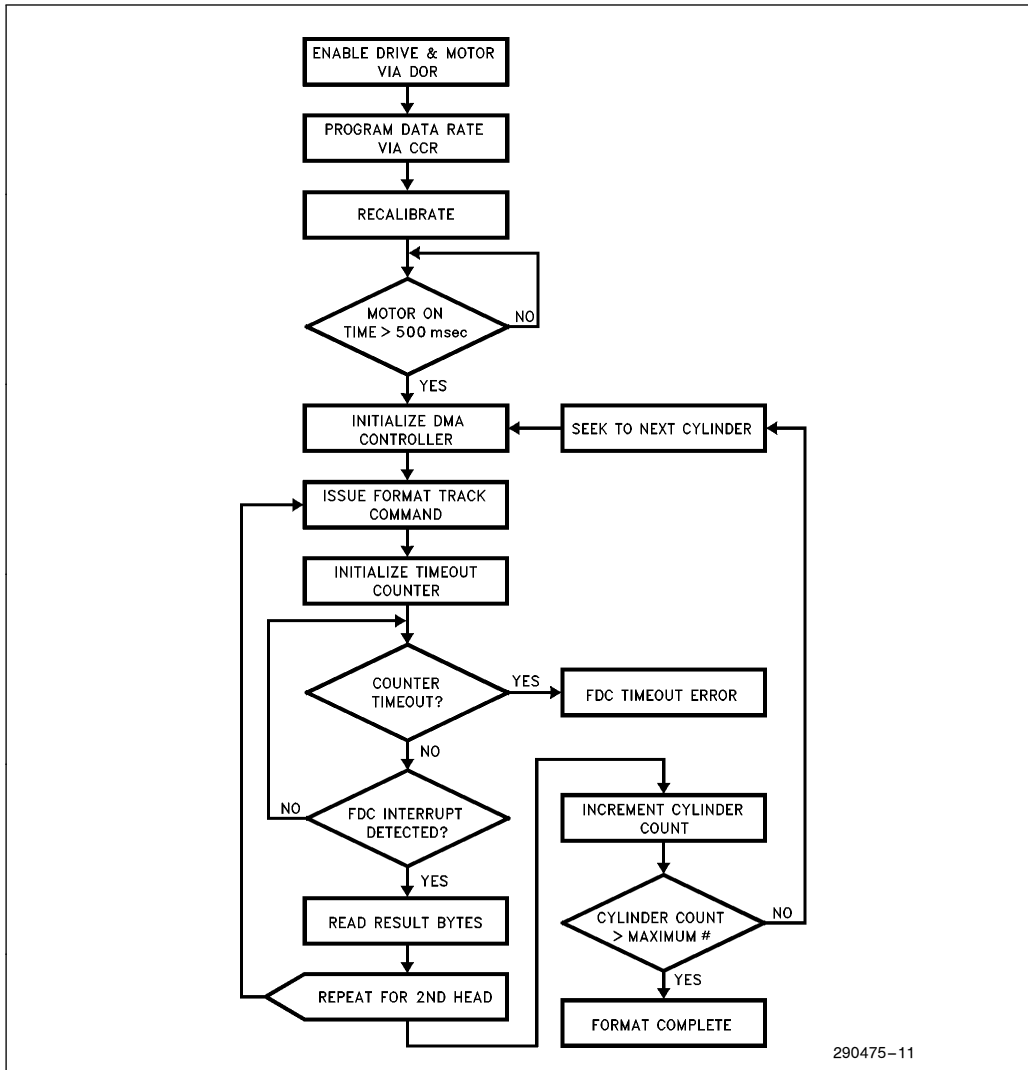 ENABLE DRIVE & MOTOR
VIA DOR
PROGRAM DATA RATE
VIA CCR
RECALIBRATE
MOTOR ON
TIME > 500 msec
NO
YES
INITIALIZE DMA
CONTROLLER
SEEK TO NEXT CYLINDER
ISSUE FORMAT TRACK
COMMAND
INITIALIZE TIMEOUT
COUNTER
COUNTER
TIMEOUT?
YES
FDC TIMEOUT ERROR
NO
FDC INTERRUPT
DETECTED?
NO
YES
READ RESULT BYTES
REPEAT FOR 2ND HEAD
INCREMENT CYLINDER
COUNT
CYLINDER COUNT
> MAXIMUM #
NO
YES
FORMAT COMPLETE
290475-11